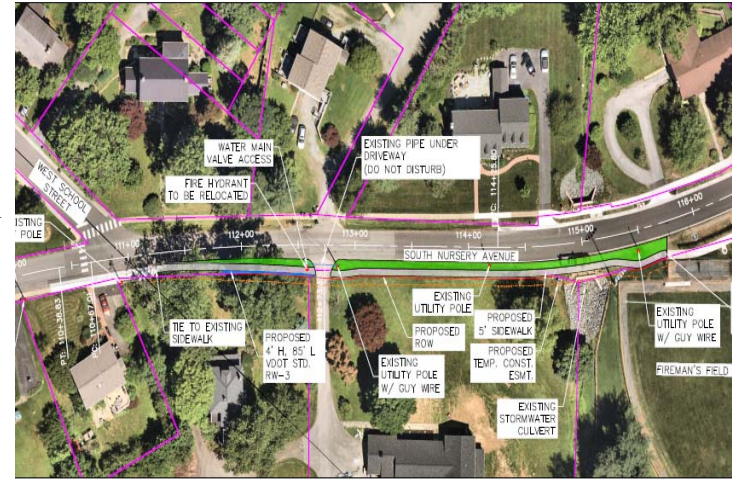 WATER MAIN
VALVE ACCESS
EXISTING PIPE UNDER
DRIVEWAY
(DO NOT DISTURB)
FIRE HYDRANT
TO BE RELOCATED
WEST SCHOOL
STREET
POLE
111+00
112+00
113+00
114+00
115+00
116+00
SOUTH NURSERY AVENUE
TIE TO EXISTING
SIDEWALK
PROPOSED
4' H, 85' L
VDOT STD.
RW-3
EXISTING
UTILITY POLE
W/ GUY WIRE
PROPOSED
ROW
EXISTING
UTILITY POLE
PROPOSED
5' SIDEWALK
PROPOSED
TEMP. CONST.
ESMT.
EXISTING
STORMWATER
CULVERT
EXISTING
UTILITY POLE
W/ GUY WIRE
FIREMAN'S FIELD